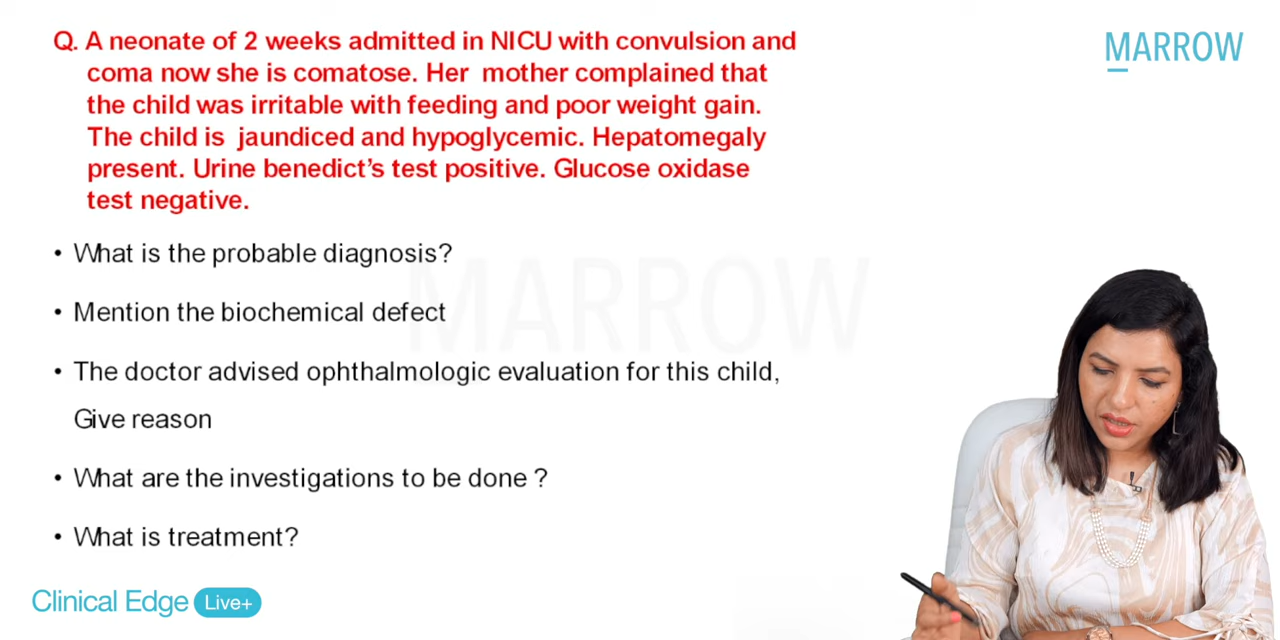 MARROW
Q. A neonate of 2 weeks admitted in NICU with convulsion and
coma now she is comatose. Her mother complained that
the child was irritable with feeding and poor weight gain.
The child is jaundiced and hypoglycemic. Hepatomegaly
present. Urine benedict's test positive. Glucose oxidase
test negative.
• What is the probable diagnosis?
• Mention the biochemical defect
• The doctor advised ophthalmologic evaluation for this child,
Give reason
• What are the investigations to be done ?
• What is treatment?
MARROW
Clinical Edge Live+